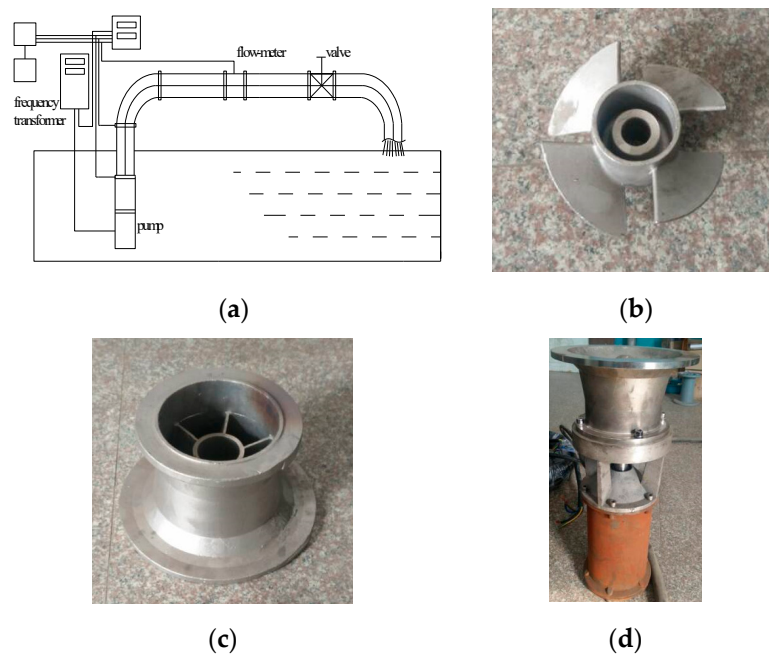 flow-meter
valve
frequency
transformer
pump
(a)
(b)
(c)
(d)